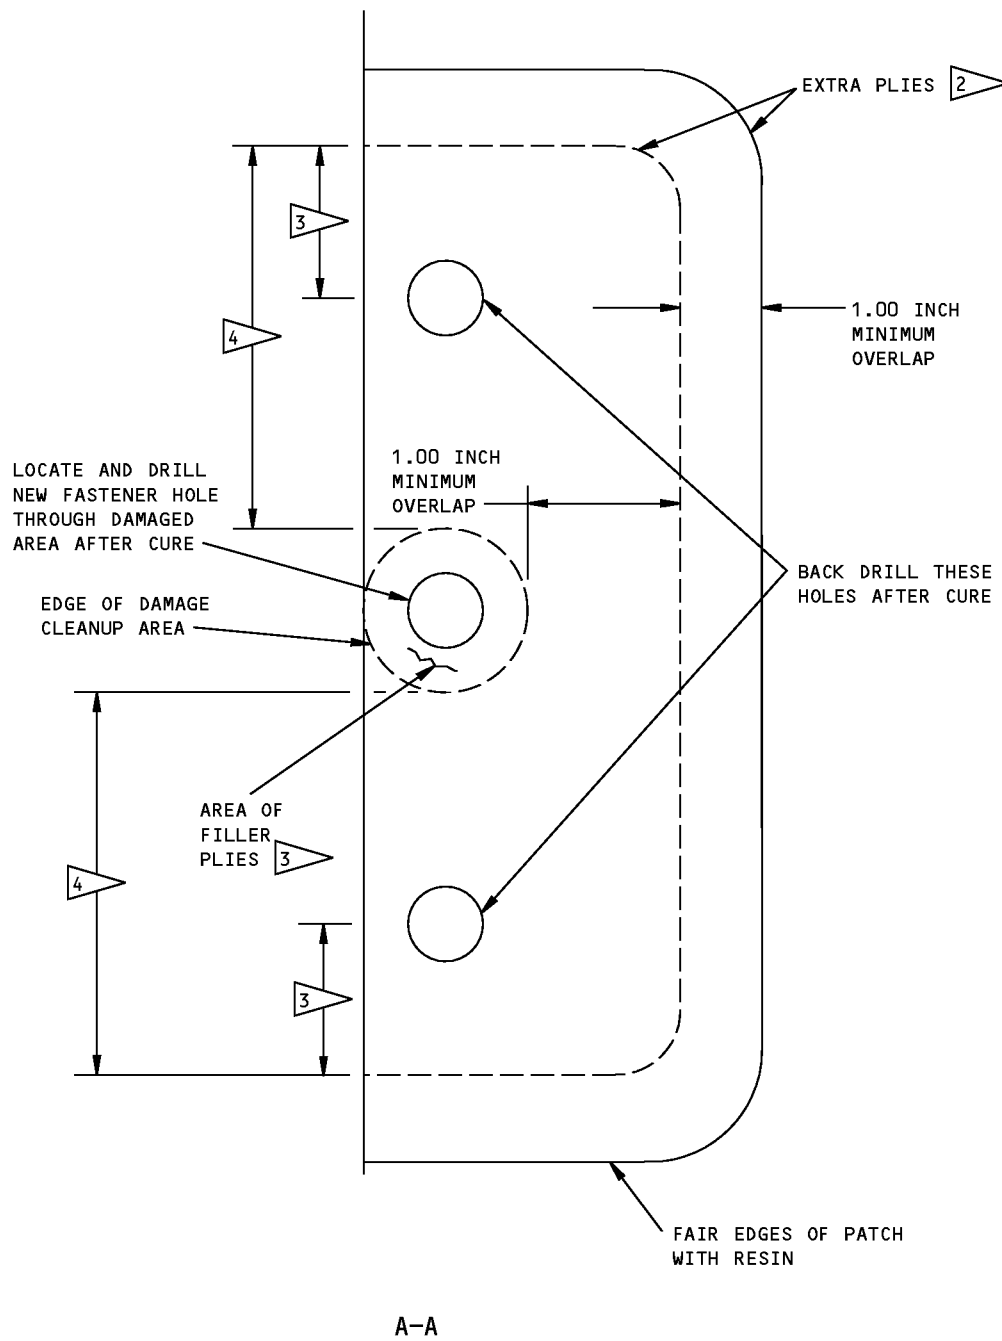 EXTRA PLIES 2
3
4
1.00 INCH
MINIMUM
OVERLAP
1.00 INCH
MINIMUM
OVERLAP
LOCATE AND DRILL
NEW FASTENER HOLE
THROUGH DAMAGED
AREA AFTER CURE
BACK DRILL THESE
HOLES AFTER CURE
EDGE OF DAMAGE
CLEANUP AREA
AREA OF
FILLER
PLIES 3
4
3
FAIR EDGES OF PATCH
WITH RESIN
A-A